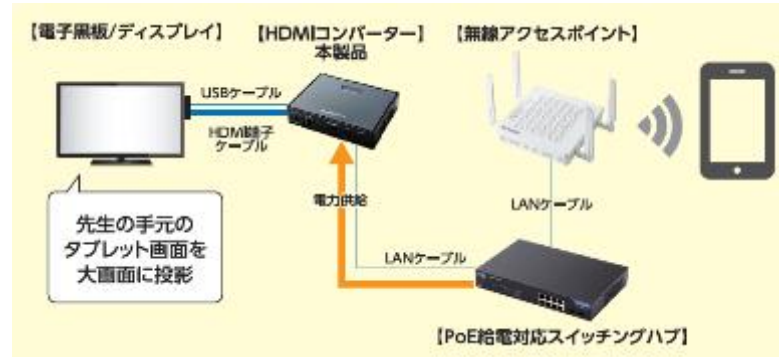 【電子黒板/ディスプレイ】
【HDMIコンバーター】
本製品
【無線アクセスポイント】
USBケーブル
HDMI端子
ケーブル
電力供給
LANケーブル
LANケーブル
先生の手元の
タブレット画面を
大画面に投影
【PoE給電対応スイッチングハブ】